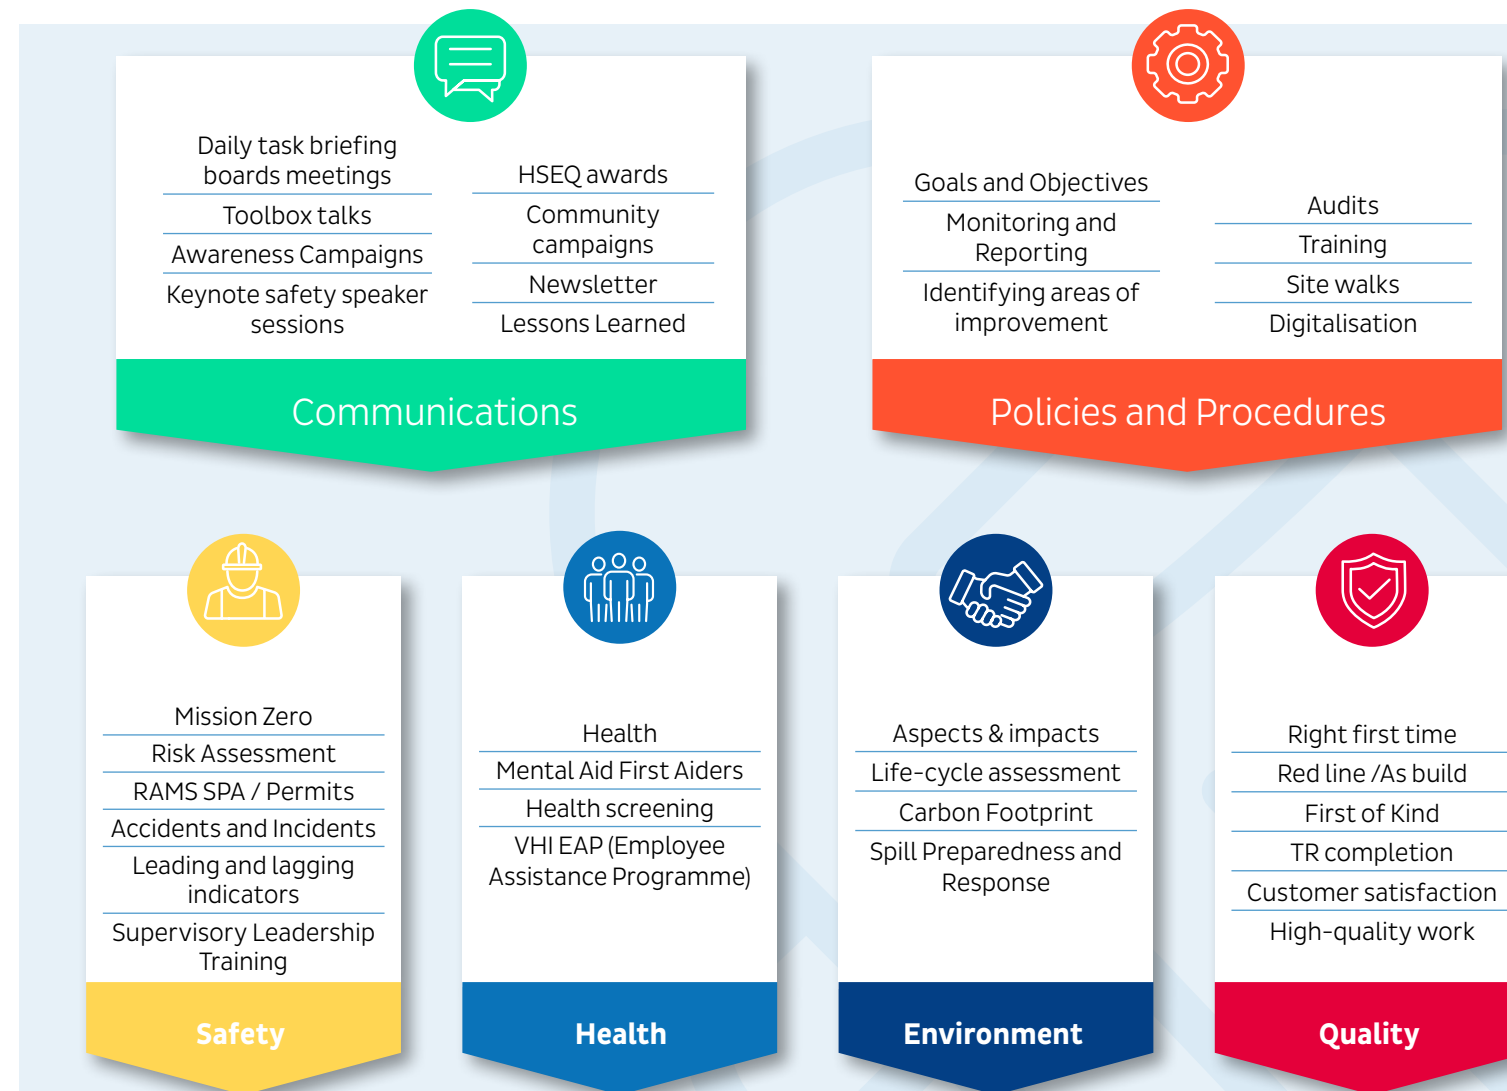 Daily task briefing
boards meetings
Toolbox talks
Awareness Campaigns
Keynote safety speaker
sessions
HSEQ awards
Community
campaigns
Newsletter
Lessons Learned
Communications
Goals and Objectives
Monitoring and
Reporting
Identifying areas of
improvement
Audits
Training
Site walks
Digitalisation
Policies and Procedures
Mission Zero
Risk Assessment
RAMS SPA / Permits
Accidents and Incidents
Leading and lagging
indicators
Supervisory Leadership
Training
Safety
Health
Mental Aid First Aiders
Health screening
VHI EAP (Employee
Assistance Programme)
Health
Aspects & impacts
Life-cycle assessment
Carbon Footprint
Spill Preparedness and
Response
Environment
Right first time
Red line /As build
First of Kind
TR completion
Customer satisfaction
High-quality work
Quality